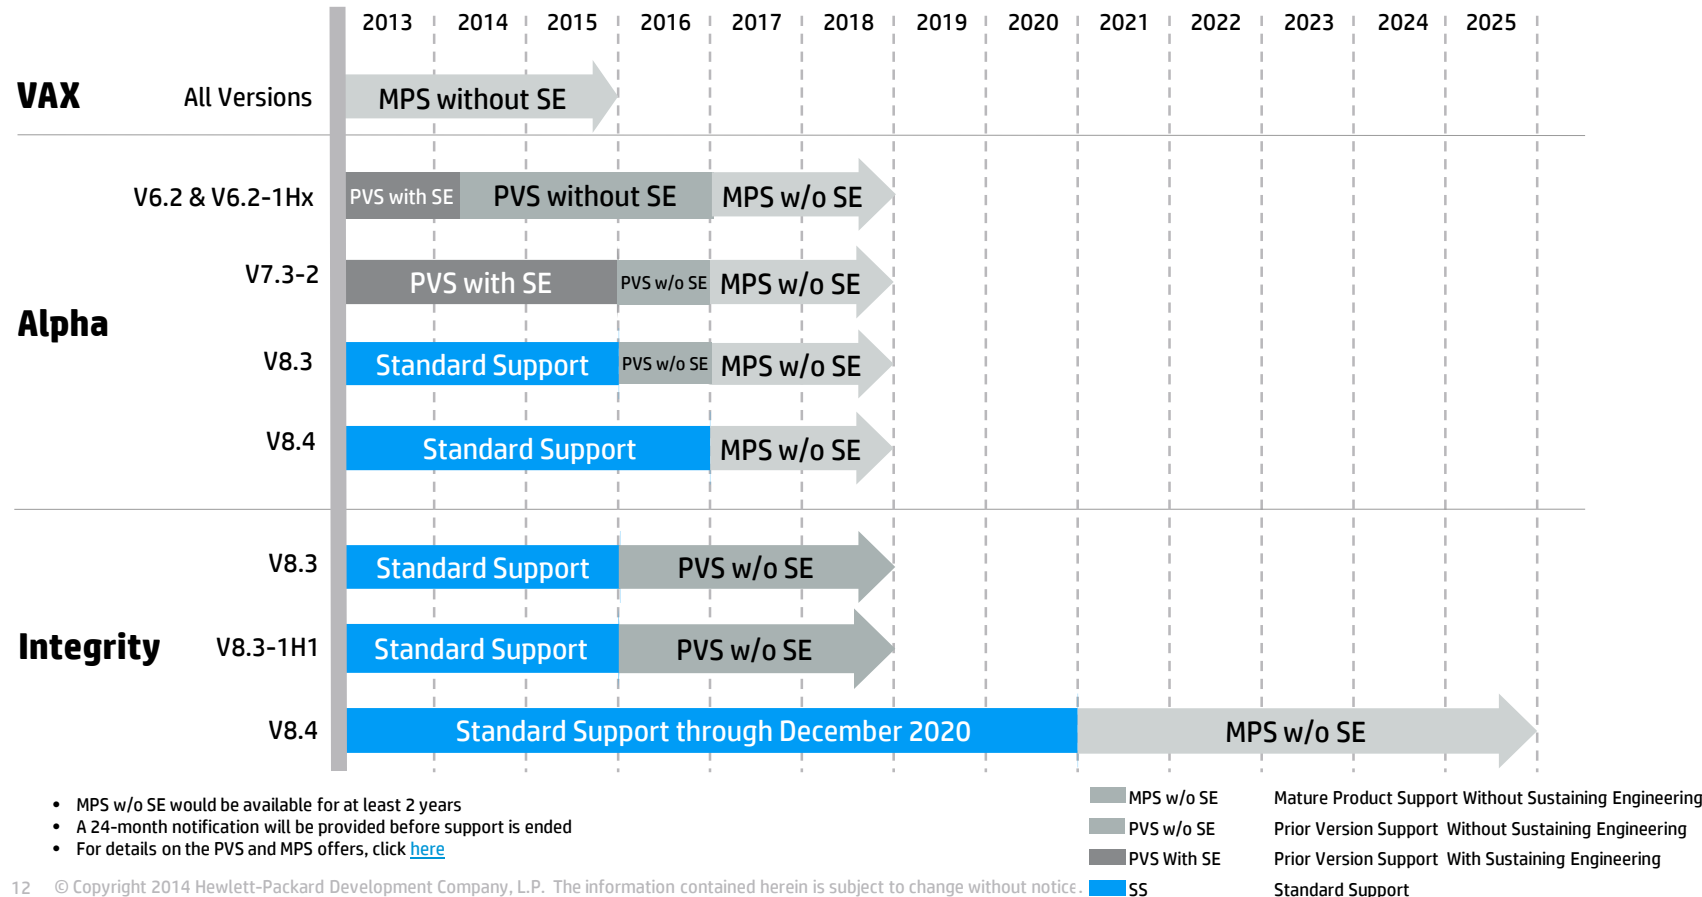 2013 2014 2015 2016 2017 2018 2019 2020 2021 2022 2023 2024 2025
VAX All Versions MPS without SE
V6.2 & V6.2-1Hx PVS with SE PVS without SE MPS w/o SE
V7.3-2 PVS with SE PVS w/o SE MPS w/o SE
Alpha
V8.3 Standard Support PVS w/o SE MPS w/o SE
V8.4 Standard Support MPS w/o SE
V8.3 Standard Support PVS w/o SE
Integrity V8.3-1H1 Standard Support PVS w/o SE
V8.4 Standard Support through December 2020 MPS w/o SE
• MPS w/o SE would be available for at least 2 years
• A 24-month notification will be provided before support is ended
• For details on the PVS and MPS offers, click here
MPS w/o SE Mature Product Support Without Sustaining Engineering
PVS w/o SE Prior Version Support Without Sustaining Engineering
PVS With SE Prior Version Support With Sustaining Engineering
SS Standard Support
12 © Copyright 2014 Hewlett-Packard Development Company, L.P. The information contained herein is subject to change without notice.